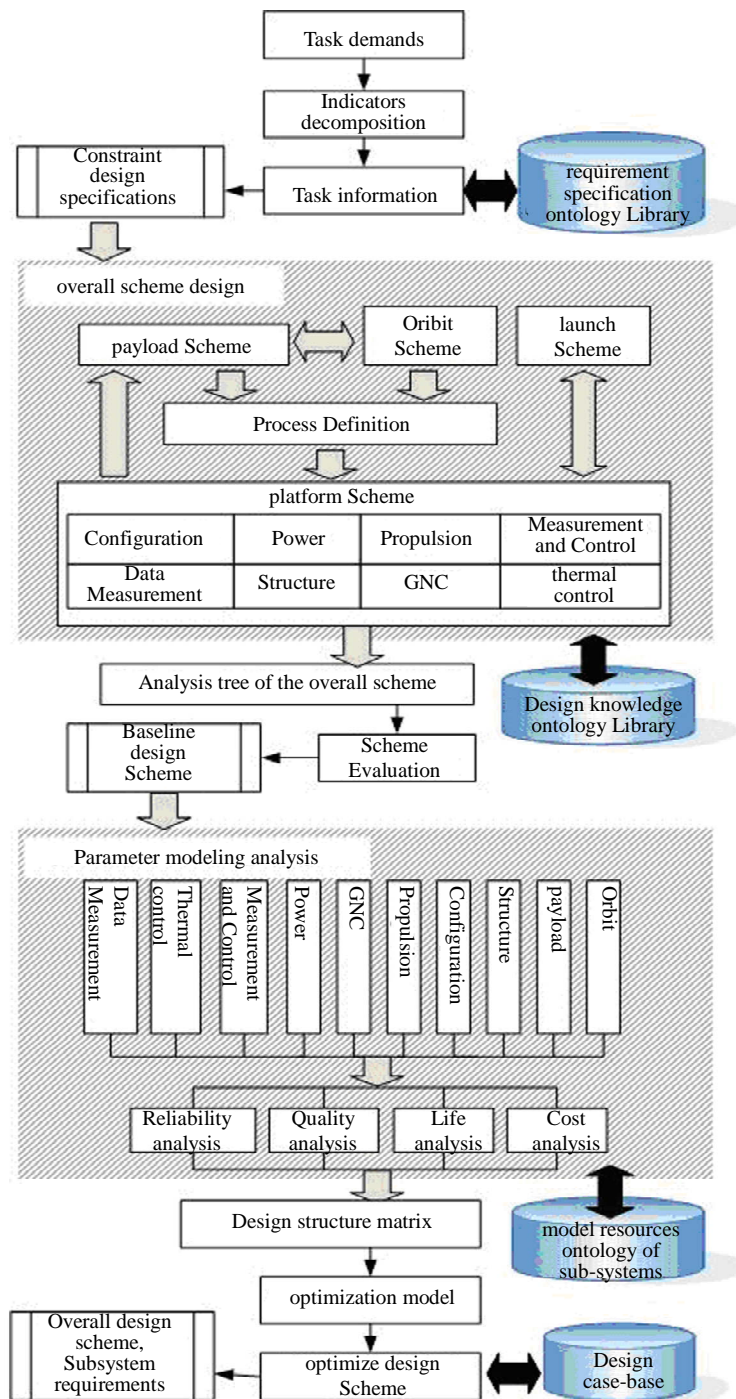 Task demands
Indicators
decomposition
Constraint
design
specifications
Task information
requirement
specification
ontology Library
overall scheme design
payload Scheme
Oribit
Scheme
launch
Scheme
Process Definition
platform Scheme
Configuration
Power
Propulsion
Measurement
and Control
Data
Measurement
Structure
GNC
thermal
control
Analysis tree of the overall scheme
Design knowledge
ontology Library
Baseline
design
Scheme
Scheme
Evaluation
Parameter modeling analysis
Data
Measurement
Thermal
control
Measurement
and Control
Power
GNC
Propulsion
Configuration
Structure
payload
Orbit
Reliability
analysis
Quality
analysis
Life
analysis
Cost
analysis
Design structure matrix
model resources
ontology of
sub-systems
optimization model
Overall design
scheme,
Subsystem
requirements
optimize design
Scheme
Design
case-base